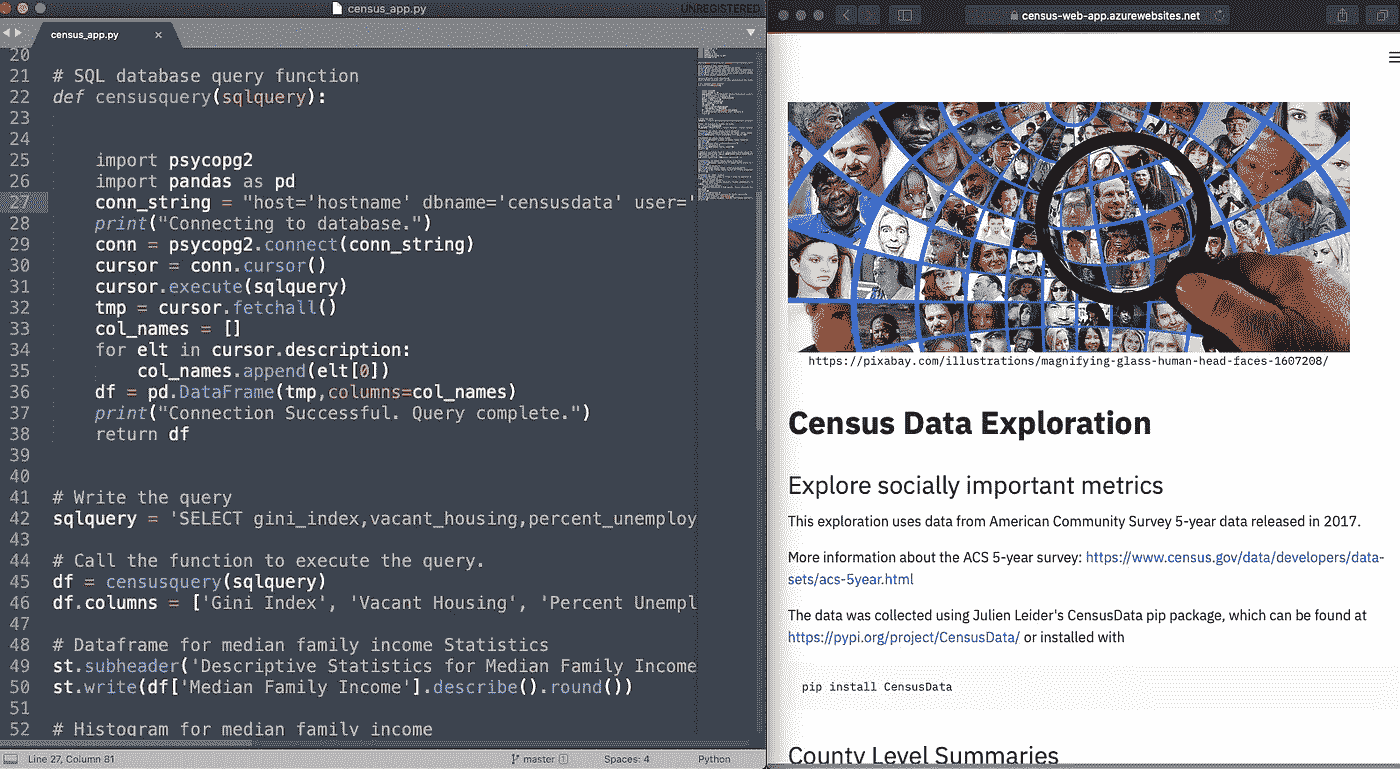 census_app.py
UNREGISTERED
census_app.py ×
20
21 # SQL database query function
22 def censusquery(sqlquery):
23
24
25 import psycopg2
26 import pandas as pd
27 conn_string = "host='hostname' dbname='censusdata' user='
28 print("Connecting to database.")
29 conn = psycopg2.connect(conn_string)
30 cursor = conn.cursor()
31 cursor.execute(sqlquery)
32 tmp = cursor.fetchall()
33 col_names = []
34 for elt in cursor.description:
35 col_names.append(elt[0])
36 df = pd.DataFrame(tmp,columns=col_names)
37 print("Connection Successful. Query complete.")
38 return df
39
40
41 # Write the query
42 sqlquery = 'SELECT gini_index,vacant_housing,percent_unemploy
43
44 # Call the function to execute the query.
45 df = censusquery(sqlquery)
46 df.columns = ['Gini Index', 'Vacant Housing', 'Percent Unempl
47
48 # Dataframe for median family income Statistics
49 st.subheader('Descriptive Statistics for Median Family Income
50 st.write(df['Median Family Income'].describe().round())
51
52 # Histogram for median family income
Line 27, Column 81
master 1
Spaces: 4
Python
census-web-app.azurewebsites.net
https://pixabay.com/illustrations/magnifying-glass-human-head-faces-1607208/
Census Data Exploration
Explore socially important metrics
This exploration uses data from American Community Survey 5-year data released in 2017.
More information about the ACS 5-year survey: https://www.census.gov/data/developers/data-
sets/acs-5year.html
The data was collected using Julien Leider's CensusData pip package, which can be found at
https://pypi.org/project/CensusData/ or installed with
pip install CensusData
County Level Summaries